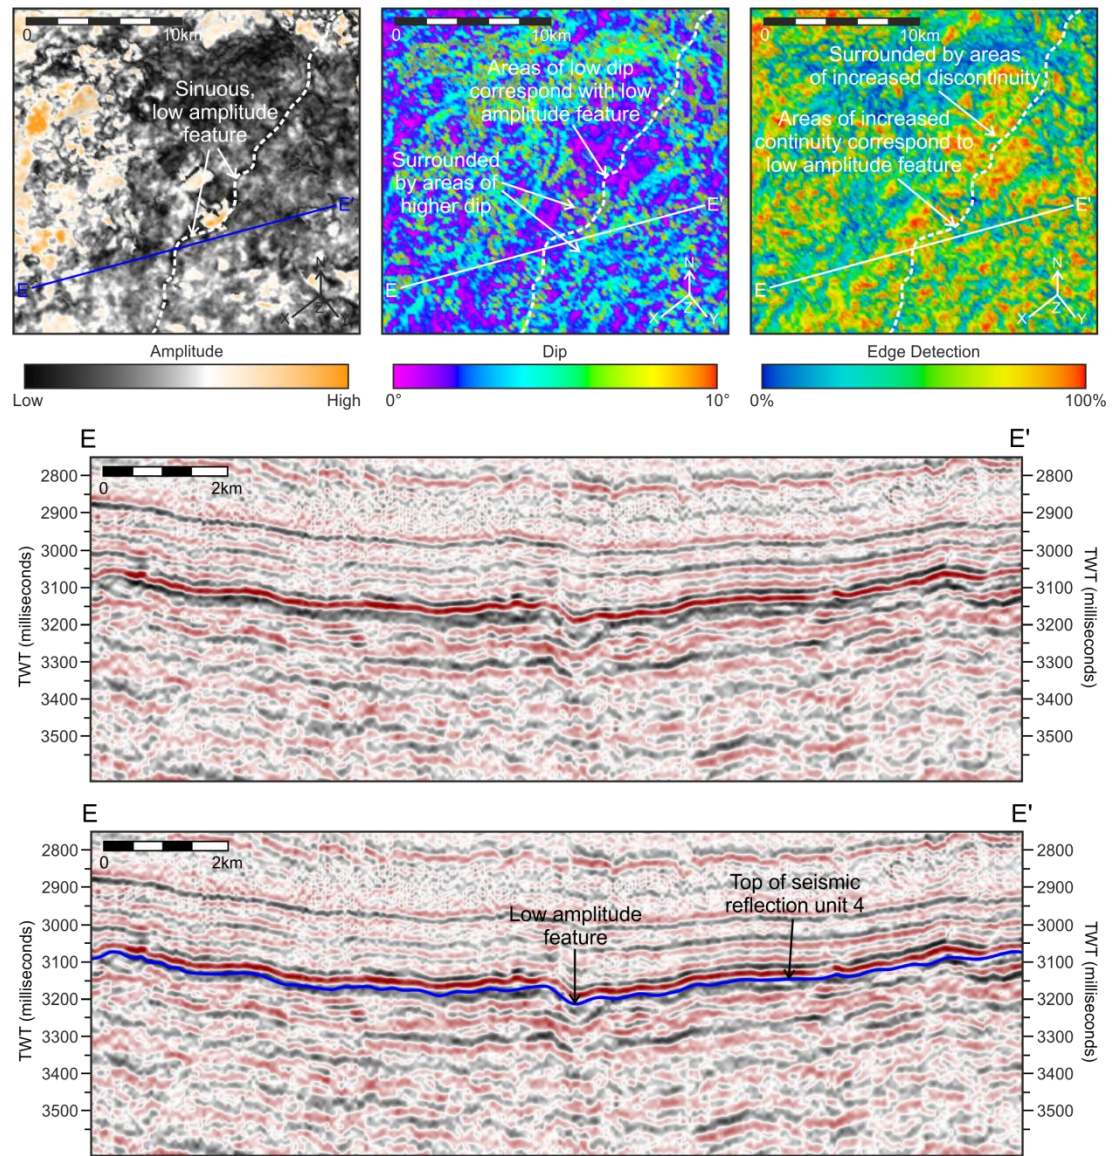 0
10km
Sinuous,
low amplitude
feature
E'
E
N
X
Z
Y
Amplitude
Low
High
0
10km
Areas of low dip
correspond with low
amplitude feature
Surrounded
by areas of
higher dip
E'
E
N
X
Z
Y
Dip
0°
10°
0
10km
Surrounded by areas
of increased discontinuity
Areas of increased
continuity correspond to
low amplitude feature
E'
E
N
X
Z
Y
Edge Detection
0%
100%
E
E'
0
2km
TWT (milliseconds)
2800
2900
3000
3100
3200
3300
3400
3500
2800
2900
3000
3100
3200
3300
3400
3500
TWT (milliseconds)
E
E'
0
2km
TWT (milliseconds)
2800
2900
3000
3100
3200
3300
3400
3500
Low amplitude
feature
Top of seismic
reflection unit 4
2800
2900
3000
3100
3200
3300
3400
3500
TWT (milliseconds)